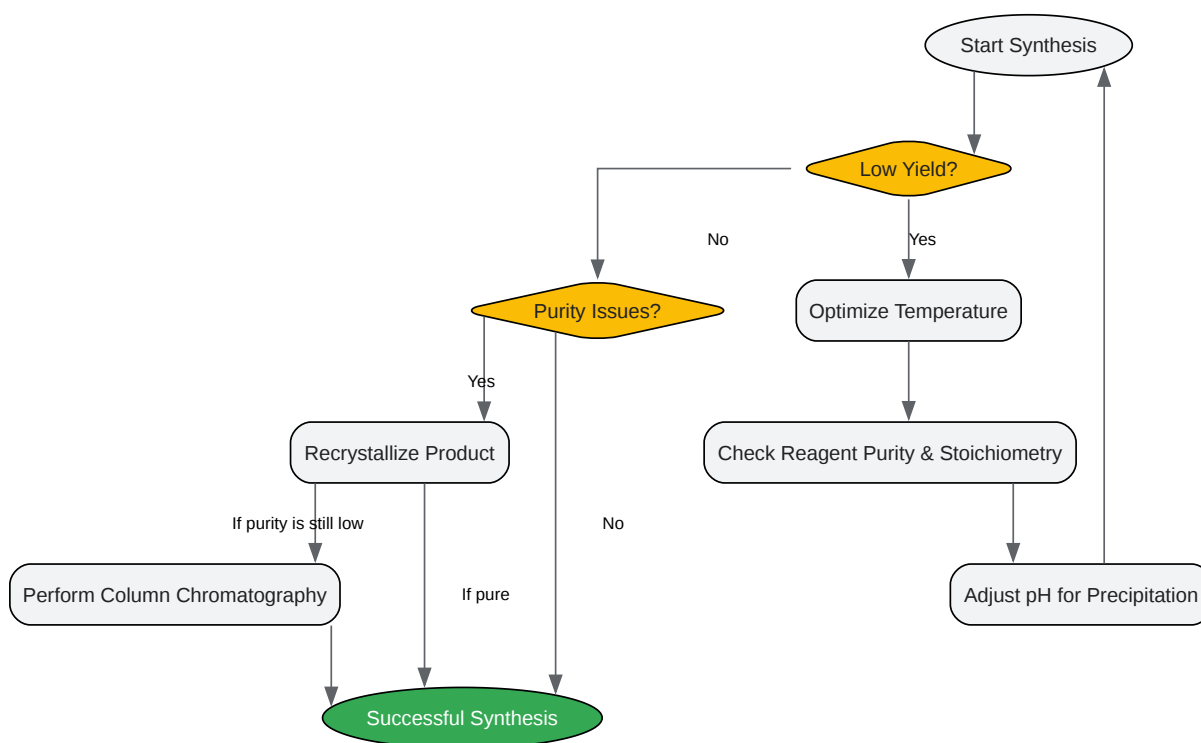 Start Synthesis
Low Yield?
No
Yes
Purity Issues?
Optimize Temperature
Yes
Recrystallize Product
Check Reagent Purity & Stoichiometry
If purity is still low
No
Perform Column Chromatography
If pure
Adjust pH for Precipitation
Successful Synthesis